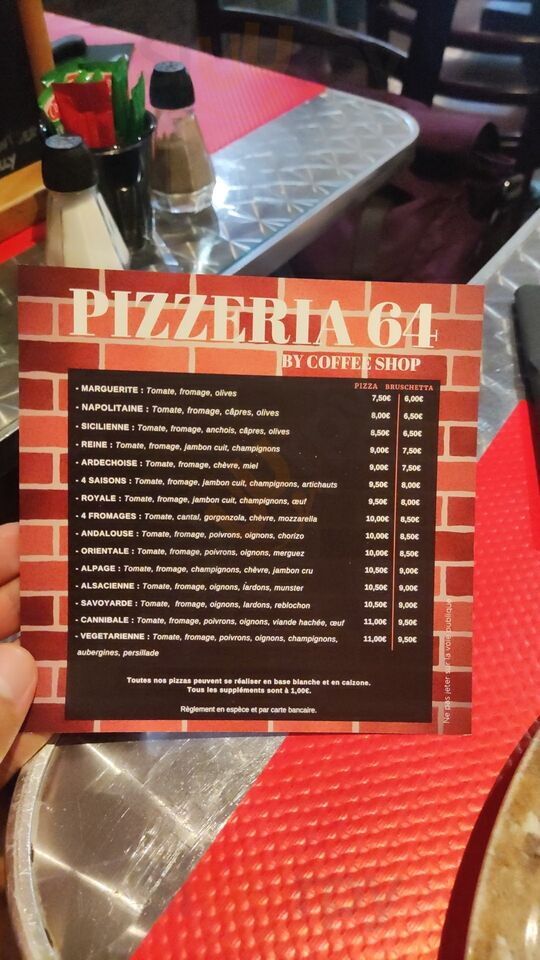 PIZZERIA 64
BY COFFEE SHOP
PIZZA BRUSCHETTA
- MARGUERITE : Tomate, fromage, olives 7,50€ 6,00€
- NAPOLITAINE : Tomate, fromage, câpres, olives 8,00€ 6,50€
- SICILIENNE : Tomate, fromage, anchois, câpres, olives 8,50€ 6,50€
- REINE : Tomate, fromage, jambon cuit, champignons 9,00€ 7,50€
- ARDECHOISE : Tomate, fromage, chèvre, miel 9,00€ 7,50€
- 4 SAISONS : Tomate, fromage, jambon cuit, champignons, artichauts 9,50€ 8,00€
- ROYALE : Tomate, fromage, jambon cuit, champignons, œuf 9,50€ 8,00€
- 4 FROMAGES : Tomate, cantal, gorgonzola, chèvre, mozzarella 10,00€ 8,50€
- ANDALOUSE : Tomate, fromage, poivrons, oignons, chorizo 10,00€ 8,50€
- ORIENTALE : Tomate, fromage, poivrons, oignons, merguez 10,00€ 8,50€
- ALPAGE : Tomate, fromage, champignons, chèvre, jambon cru 10,50€ 9,00€
- ALSACIENNE : Tomate, fromage, oignons, lardons, munster 10,50€ 9,00€
- SAVOYARDE : Tomate, fromage, oignons, lardons, reblochon 10,50€ 9,00€
- CANNIBALE : Tomate, fromage, poivrons, oignons, viande hachée, œuf 11,00€ 9,50€
- VEGETARIENNE : Tomate, fromage, poivrons, oignons, champignons, 11,00€ 9,50€
aubergines, persillade
Toutes nos pizzas peuvent se réaliser en base blanche et en calzone.
Tous les suppléments sont à 1,00€.
Règlement en espèce et par carte bancaire.
Ne pas jeter sur la voie publique